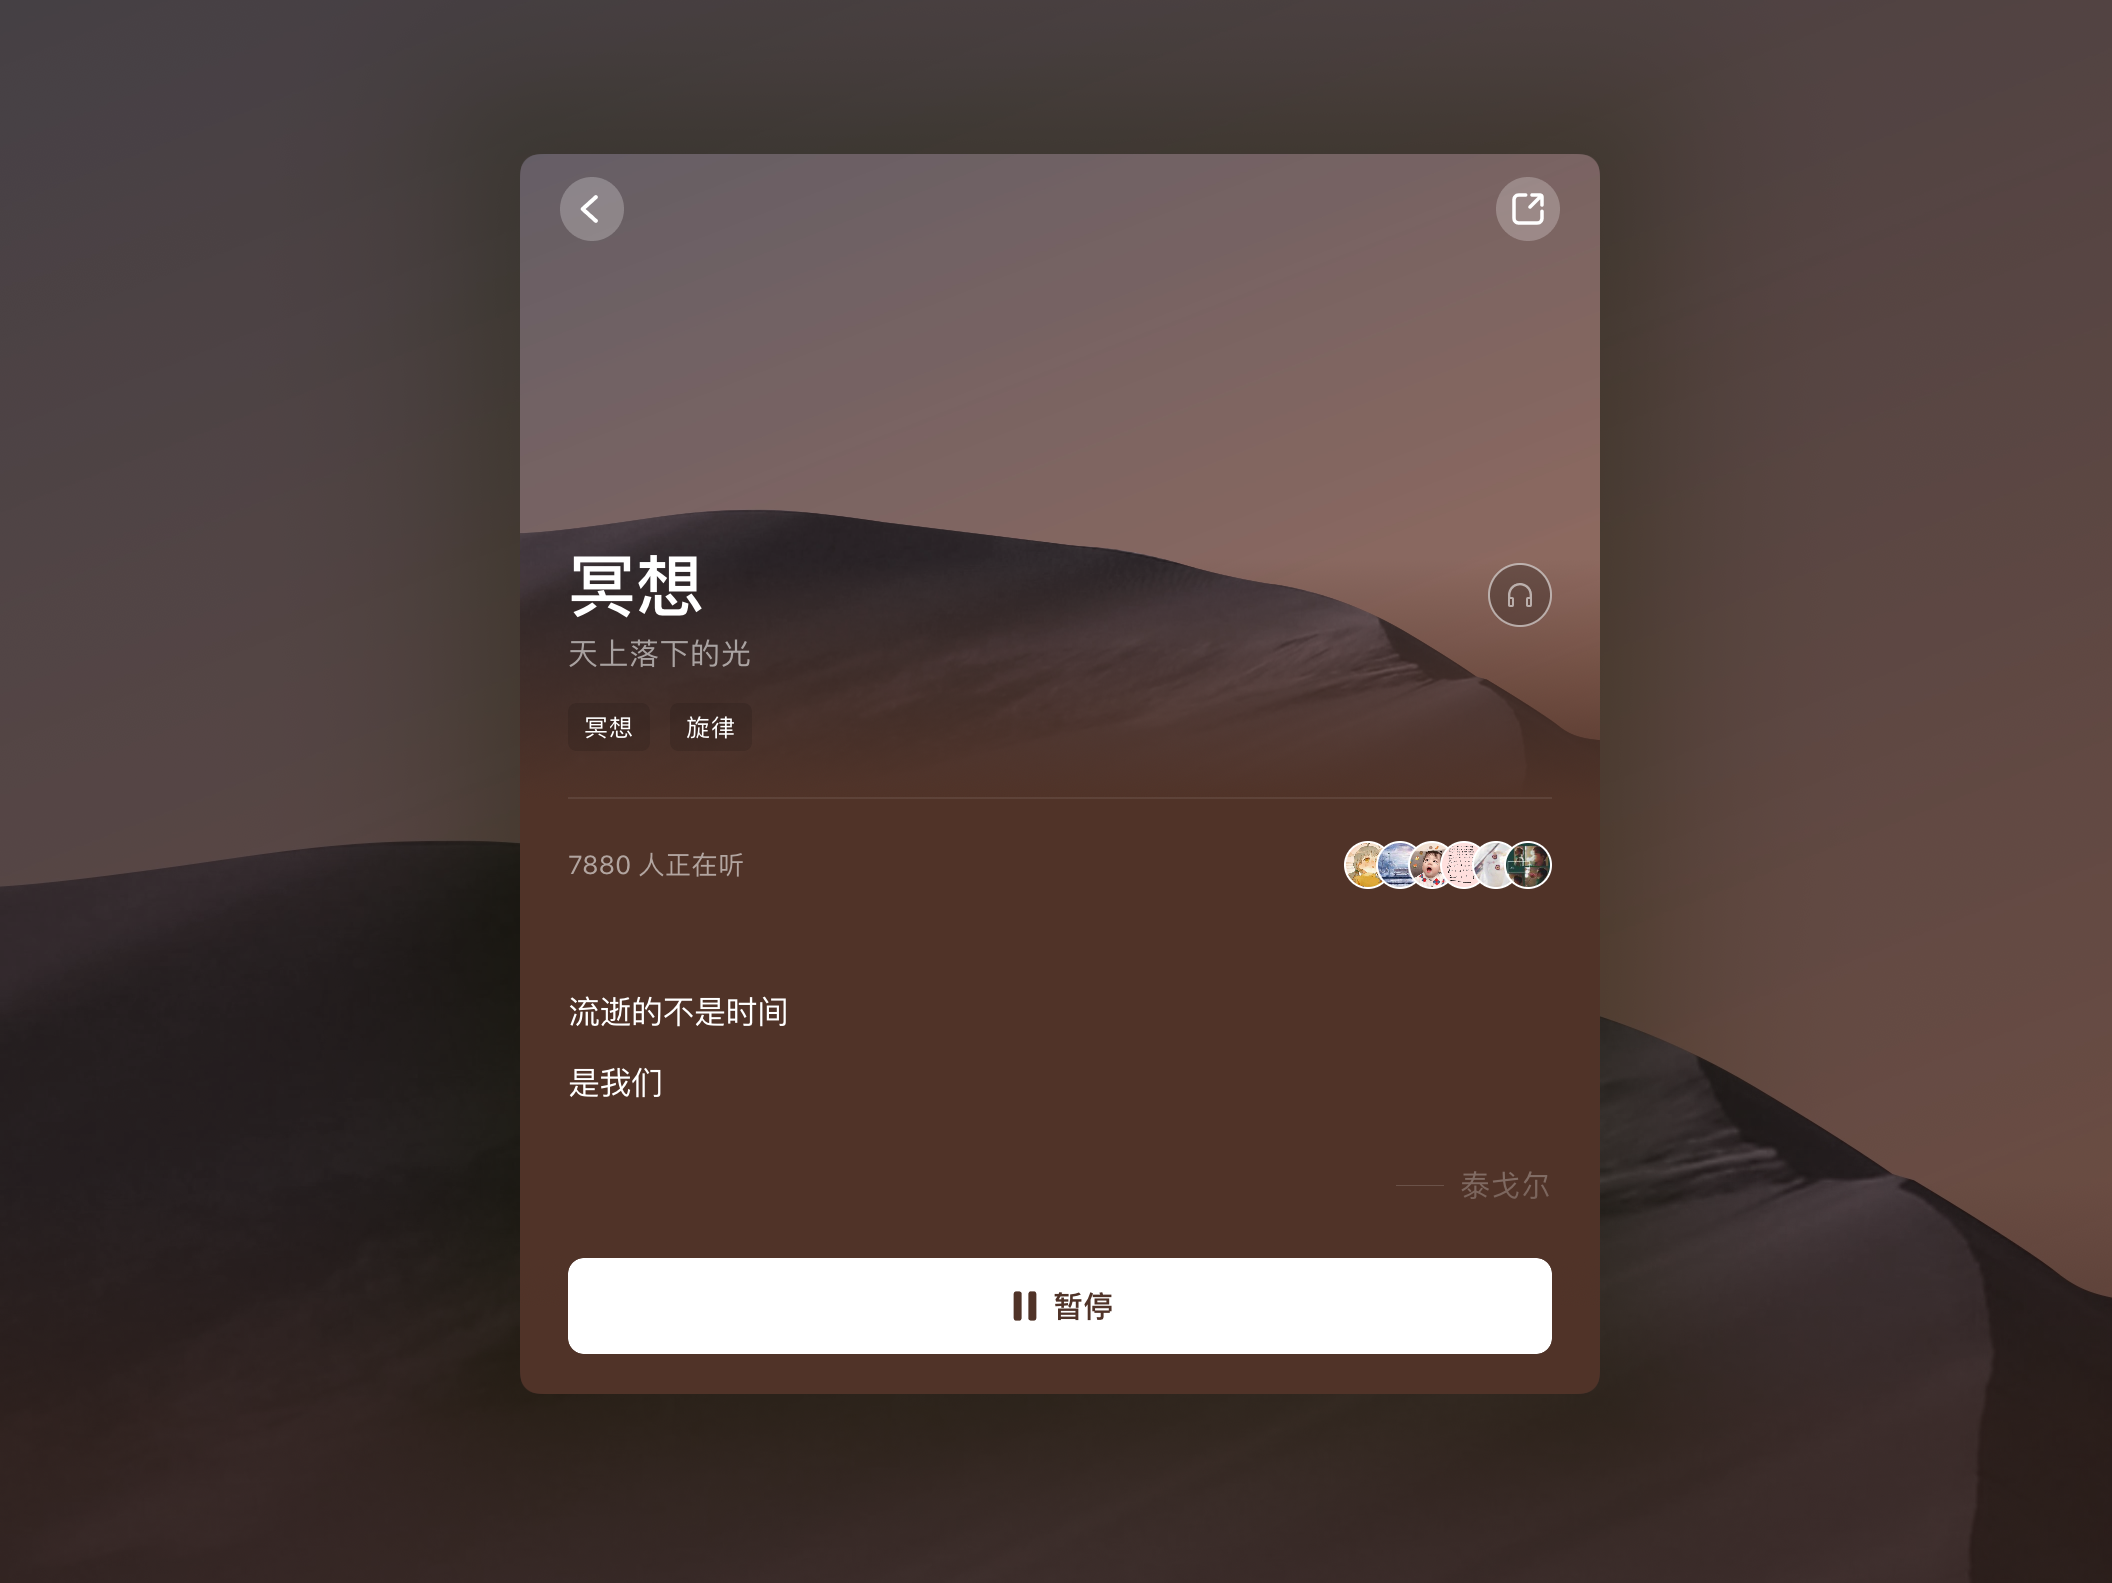 冥想
天上落下的光
冥想 旋律
7880 人正在听
流逝的不是时间
是我们
—— 泰戈尔
暂停